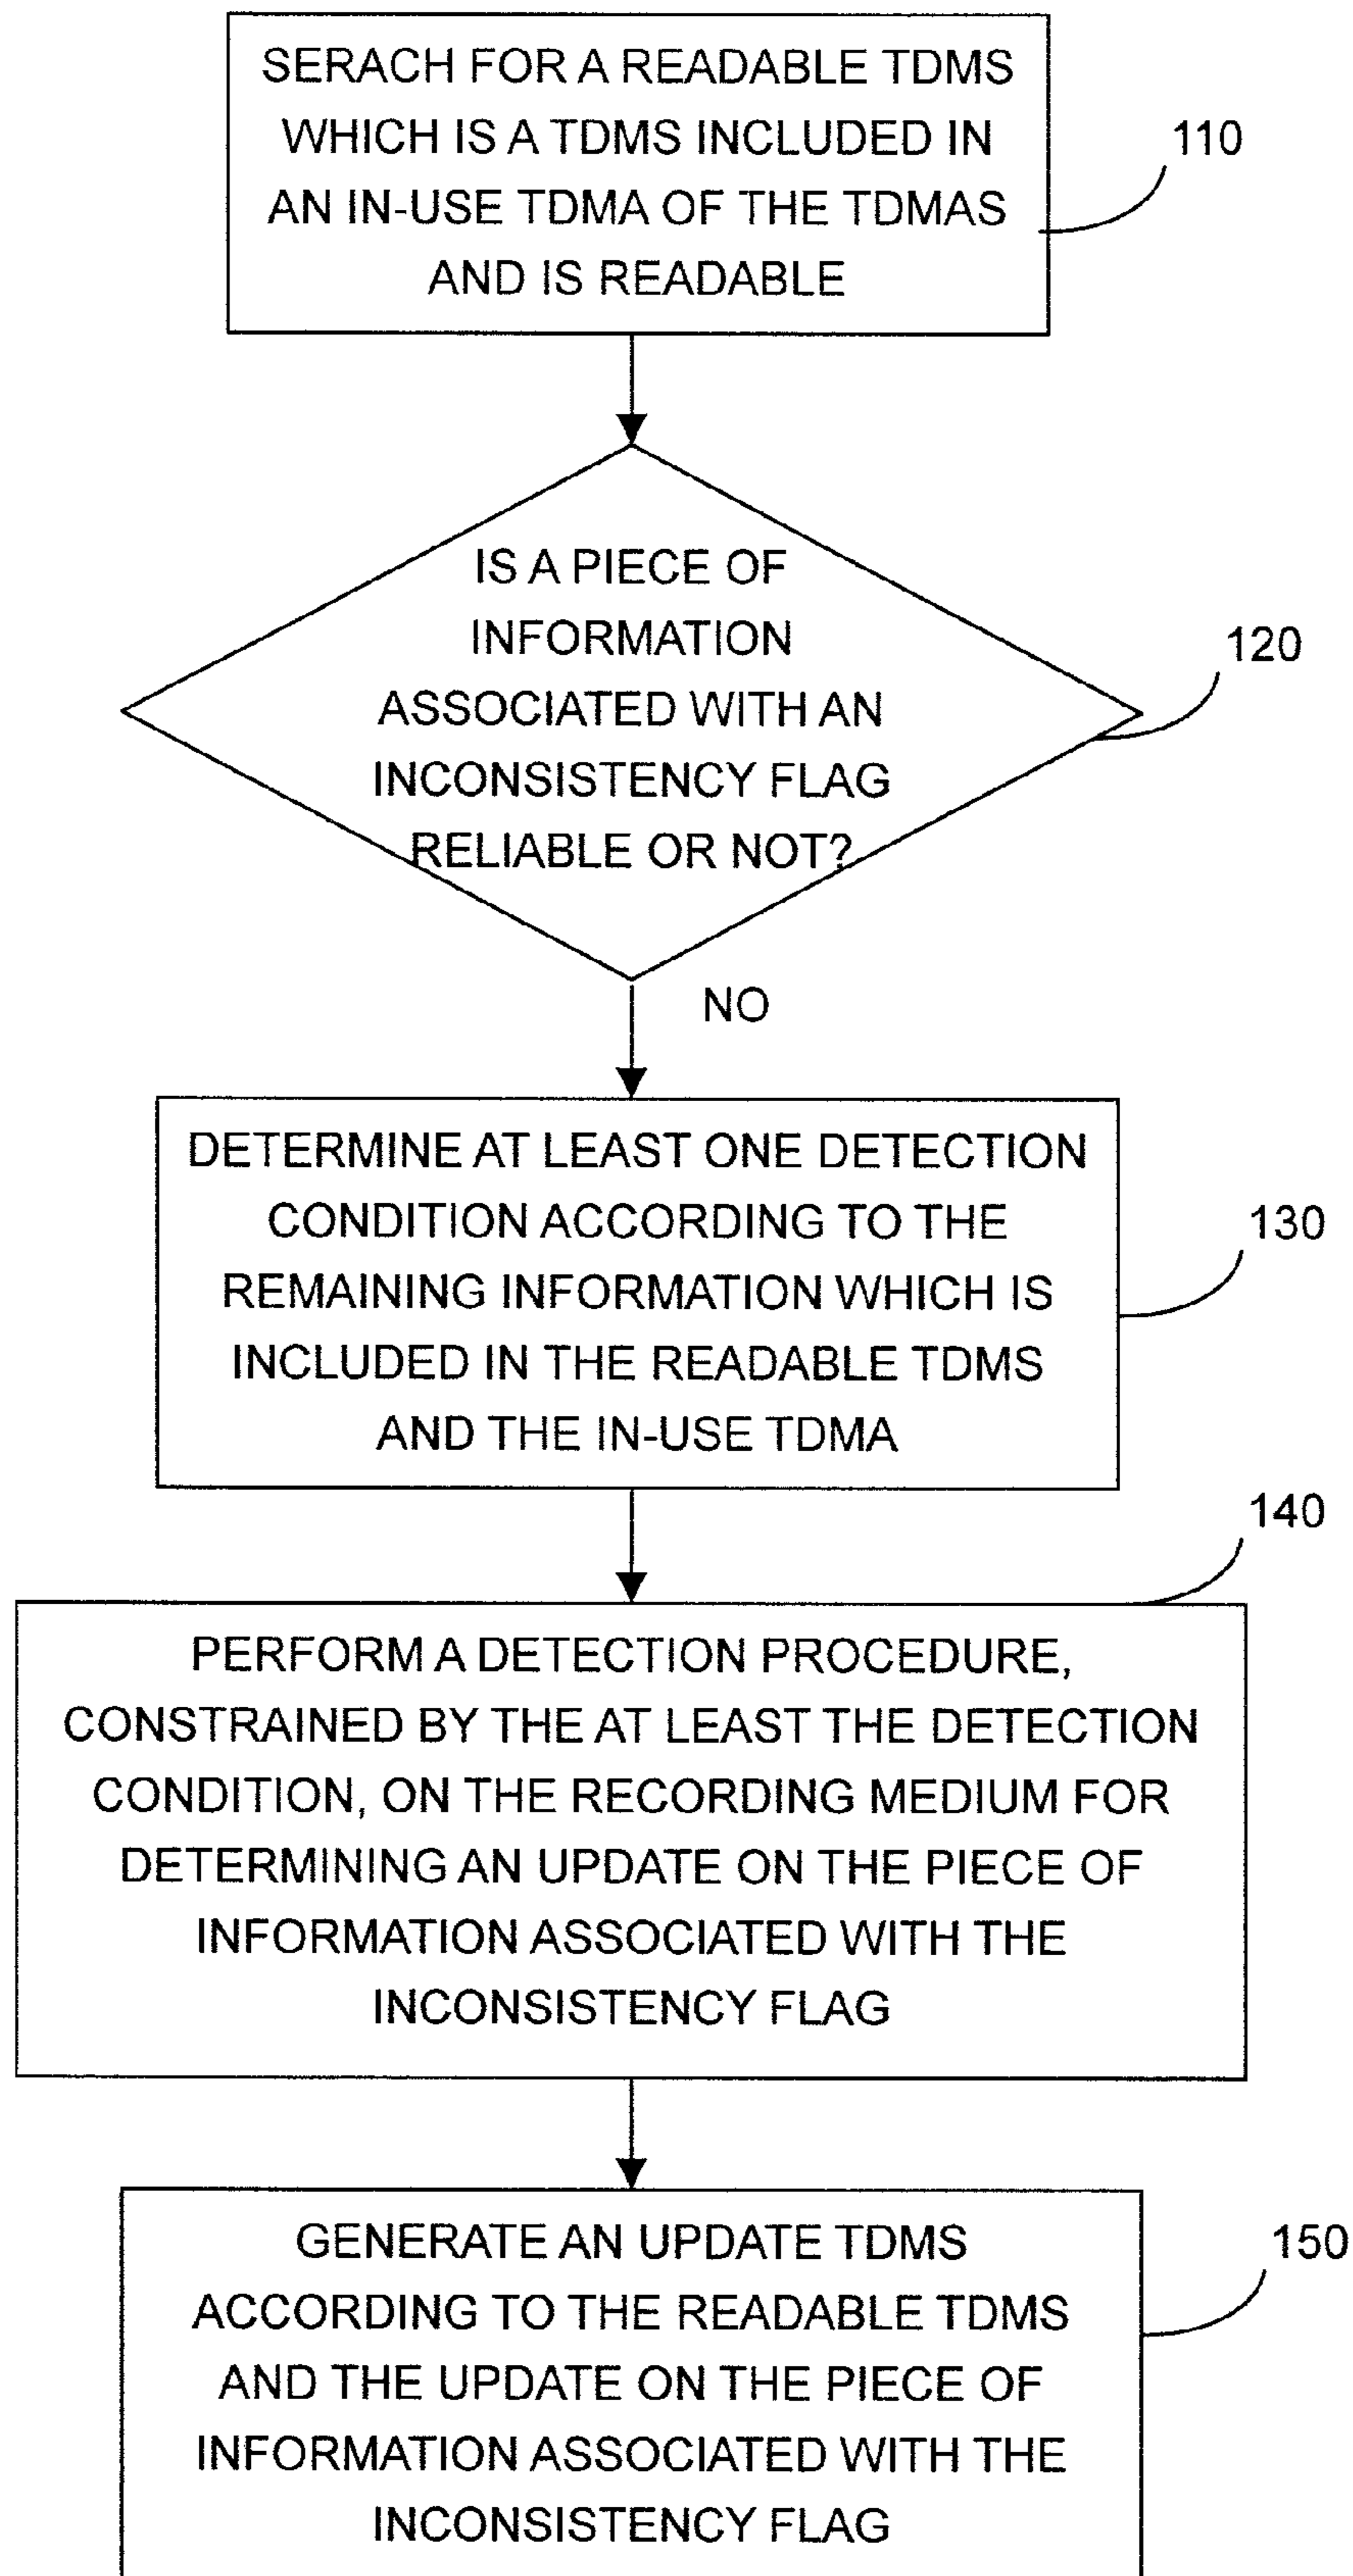 SERACH FOR A READABLE TDMS
WHICH IS A TDMS INCLUDED IN
AN IN-USE TDMA OF THE TDMAS
AND IS READABLE
110
IS A PIECE OF
INFORMATION
ASSOCIATED WITH AN
INCONSISTENCY FLAG
RELIABLE OR NOT?
120
NO
DETERMINE AT LEAST ONE DETECTION
CONDITION ACCORDING TO THE
REMAINING INFORMATION WHICH IS
INCLUDED IN THE READABLE TDMS
AND THE IN-USE TDMA
130
140
PERFORM A DETECTION PROCEDURE,
CONSTRAINED BY THE AT LEAST THE DETECTION
CONDITION, ON THE RECORDING MEDIUM FOR
DETERMINING AN UPDATE ON THE PIECE OF
INFORMATION ASSOCIATED WITH THE
INCONSISTENCY FLAG
GENERATE AN UPDATE TDMS
ACCORDING TO THE READABLE TDMS
AND THE UPDATE ON THE PIECE OF
INFORMATION ASSOCIATED WITH THE
INCONSISTENCY FLAG
150